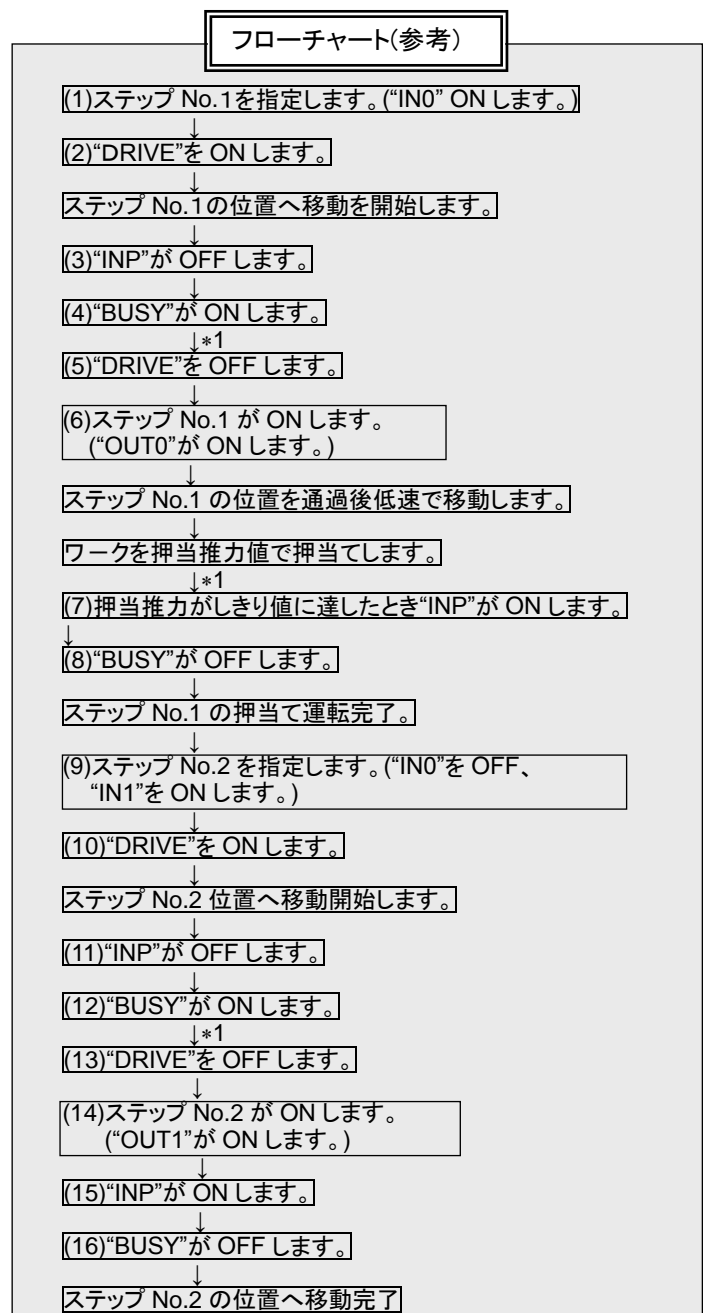 フローチャート(参考)
(1)ステップ No.1を指定します。(“IN0” ON します。)
↓
(2)“DRIVE”を ON します。
↓
ステップ No.1の位置へ移動を開始します。
↓
(3)“INP”が OFF します。
↓
(4)“BUSY”が ON します。
↓*1
(5)“DRIVE”を OFF します。
↓
(6)ステップ No.1 が ON します。
(“OUT0”が ON します。)
↓
ステップ No.1 の位置を通過後低速で移動します。
↓
ワークを押当推力値で押当てします。
↓*1
(7)押当推力がしきり値に達したとき“INP”が ON します。
↓
(8)“BUSY”が OFF します。
↓
ステップ No.1 の押当て運転完了。
↓
(9)ステップ No.2 を指定します。(“IN0”を OFF、
“IN1”を ON します。)
↓
(10)“DRIVE”を ON します。
↓
ステップ No.2 位置へ移動開始します。
↓
(11)“INP”が OFF します。
↓
(12)“BUSY”が ON します。
↓*1
(13)“DRIVE”を OFF します。
↓
(14)ステップ No.2 が ON します。
(“OUT1”が ON します。)
↓
(15)“INP”が ON します。
↓
(16)“BUSY”が OFF します。
↓
ステップ No.2 の位置へ移動完了